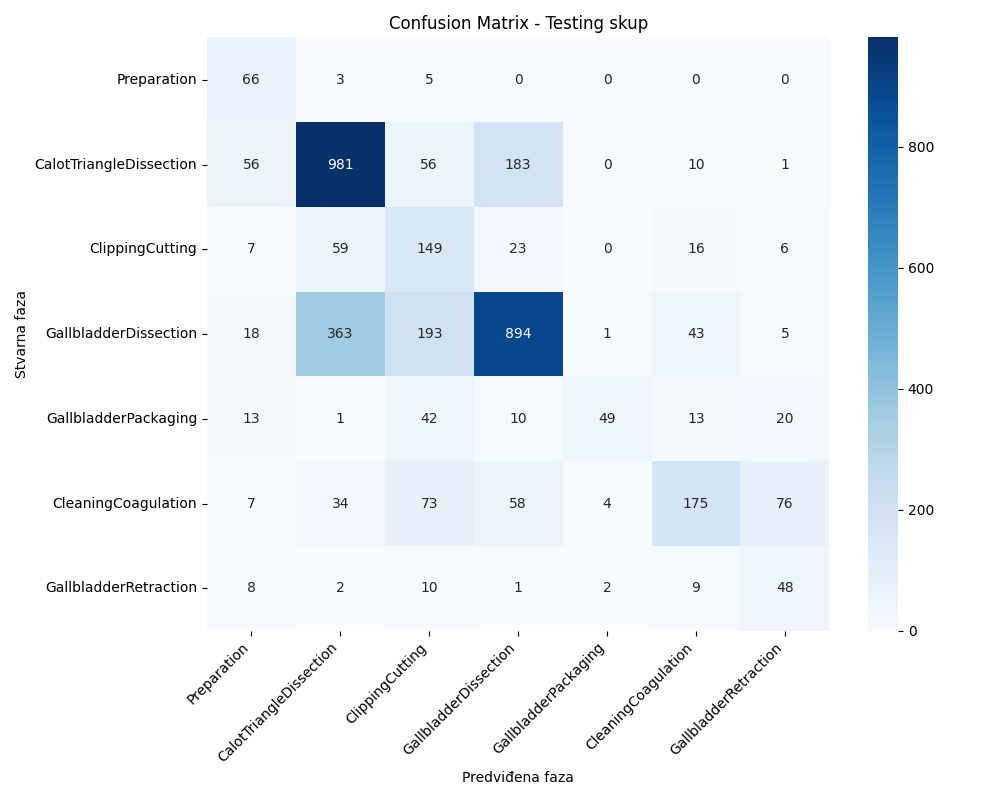 Confusion Matrix - Testing skup
Stvarna faza
Preparation 66 3 5 0 0 0 0
CalotTriangleDissection 56 981 56 183 0 10 1
ClippingCutting 7 59 149 23 0 16 6
GallbladderDissection 18 363 193 894 1 43 5
GallbladderPackaging 13 1 42 10 49 13 20
CleaningCoagulation 7 34 73 58 4 175 76
GallbladderRetraction 8 2 10 1 2 9 48
Preparation
CalotTriangleDissection
ClippingCutting
GallbladderDissection
GallbladderPackaging
CleaningCoagulation
GallbladderRetraction
Predviđena faza
800
600
400
200
0